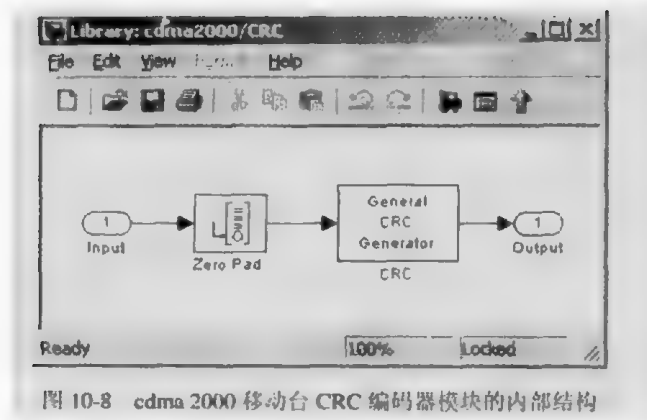 Library: cdma2000/CRC
File Edit View Format Help
1
Input
Zero Pad
General
CRC
Generator
CRC
1
Output
Ready 100% Locked
图 10-8 cdma 2000 移动台 CRC 编码器模块的内部结构